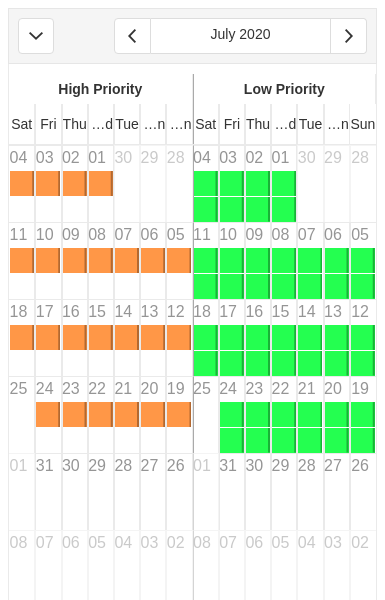 July 2020
High Priority Low Priority
Sat Fri Thu …d Tue …n …n Sat Fri Thu …d Tue …n Sun
04 03 02 01 30 29 28 04 03 02 01 30 29 28
11 10 09 08 07 06 05 11 10 09 08 07 06 05
18 17 16 15 14 13 12 18 17 16 15 14 13 12
25 24 23 22 21 20 19 25 24 23 22 21 20 19
01 31 30 29 28 27 26 01 31 30 29 28 27 26
08 07 06 05 04 03 02 08 07 06 05 04 03 02